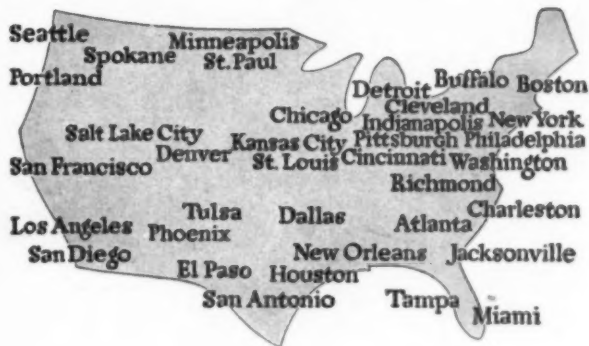 Seattle
Spokane
Minneapolis
St. Paul
Portland
Detroit
Buffalo
Boston
Chicago
Cleveland
Indianapolis
New York
Salt Lake City
Denver
Kansas City
Pittsburgh
Philadelphia
San Francisco
St. Louis
Cincinnati
Washington
Richmond
Los Angeles
Tulsa
Phoenix
Dallas
Atlanta
Charleston
San Diego
New Orleans
Jacksonville
El Paso
Houston
San Antonio
Tampa
Miami